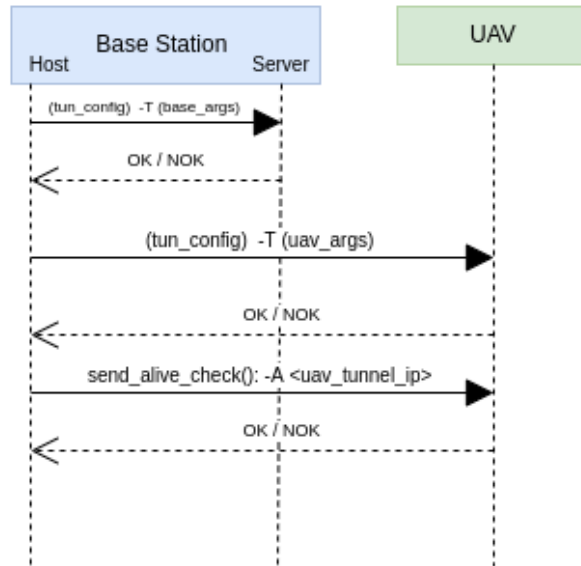 Base Station
UAV
Host
Server
(tun_config) -T (base_args)
OK / NOK
(tun_config) -T (uav_args)
OK / NOK
send_alive_check(): -A <uav_tunnel_ip>
OK / NOK